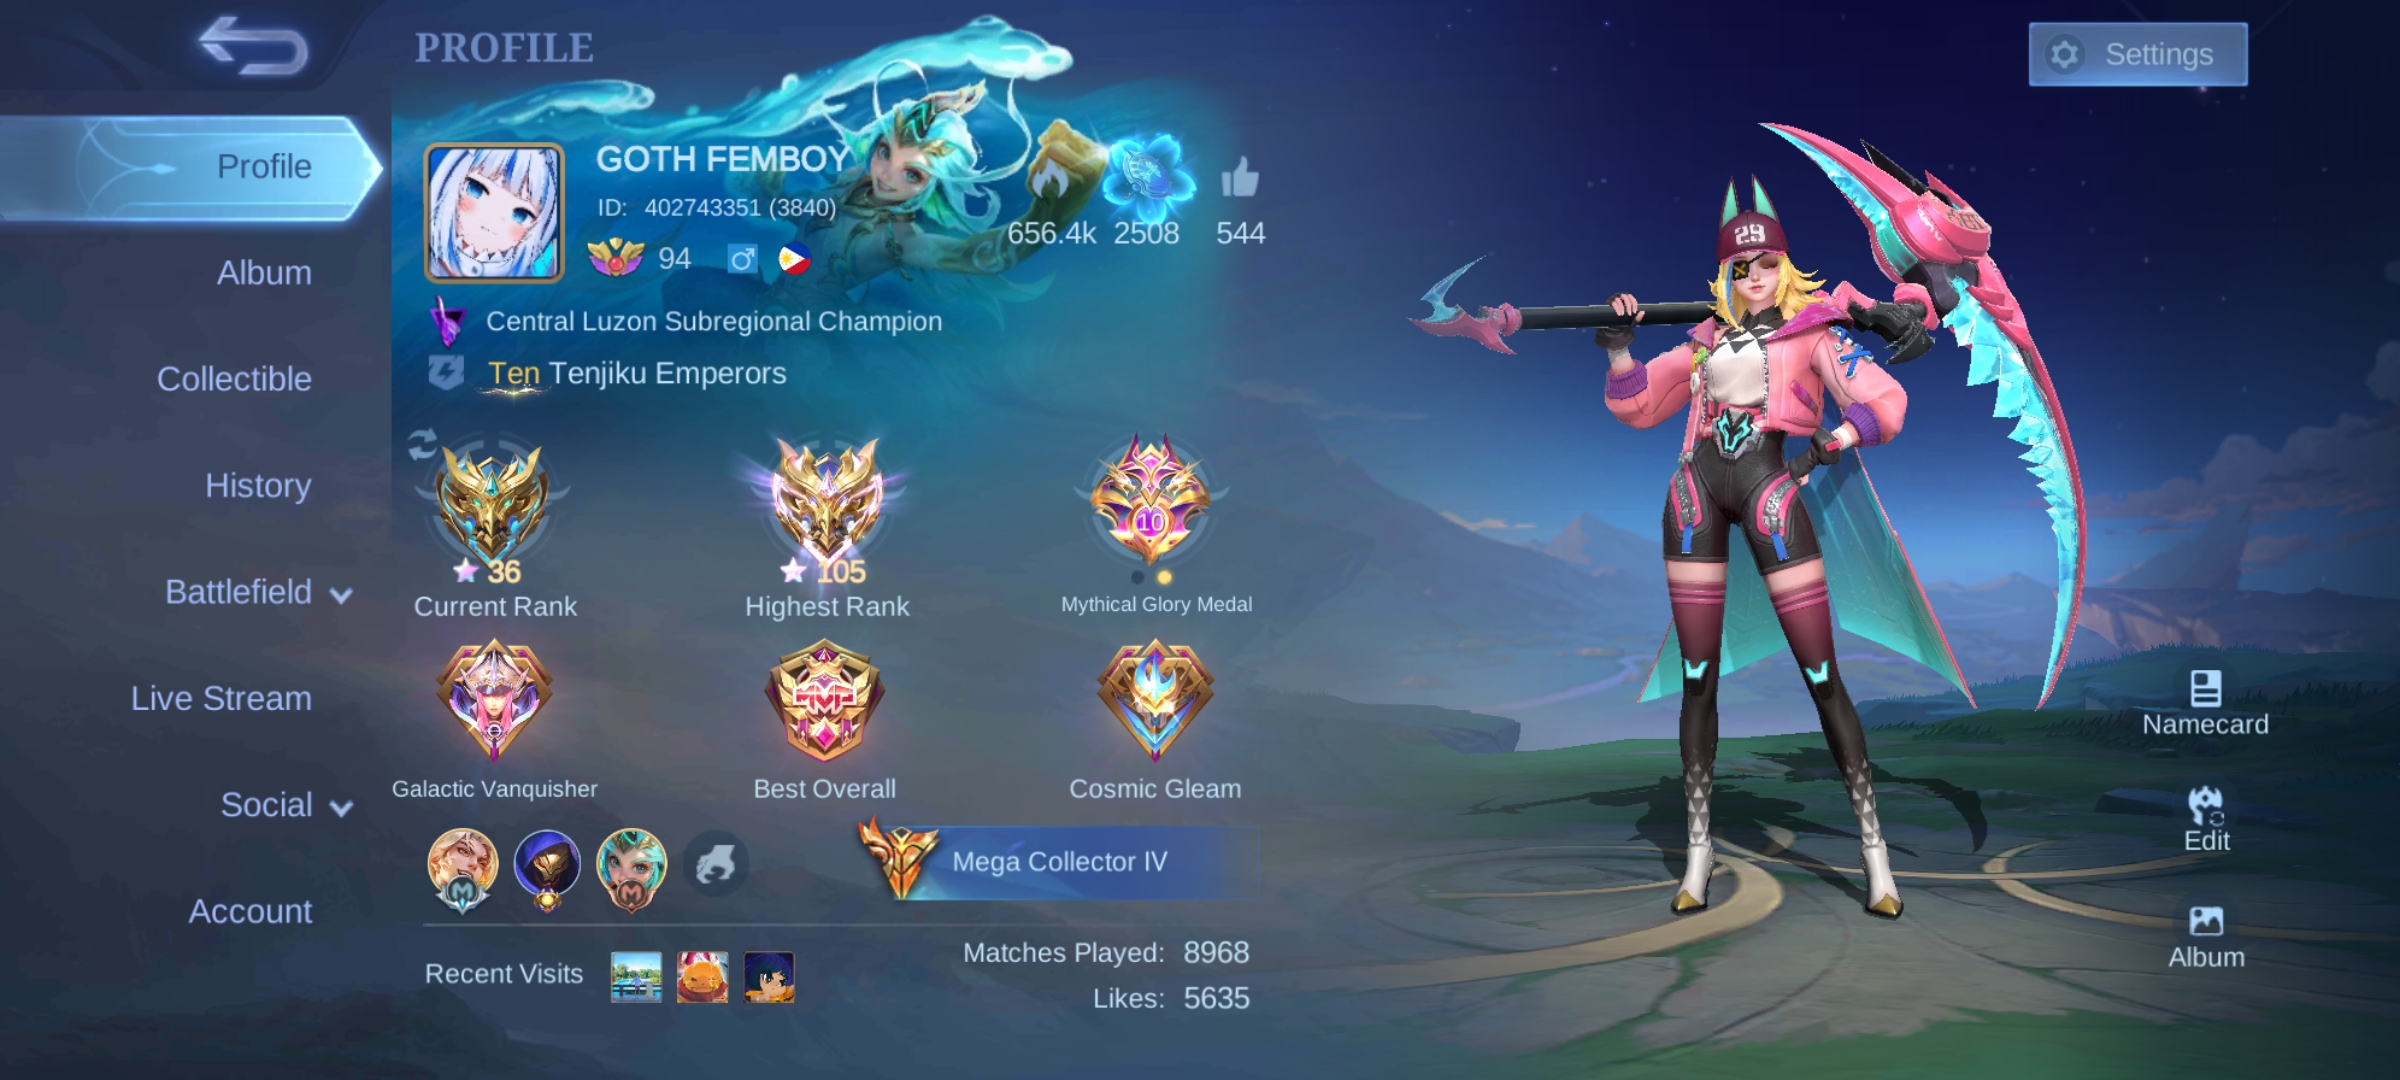 PROFILE
Settings
Profile
Album
Collectible
History
Battlefield
Live Stream
Social
Account
GOTH FEMBOY
ID: 402743351 (3840)
94
656.4k 2508 544
Central Luzon Subregional Champion
Ten Tenjiku Emperors
36
Current Rank
105
Highest Rank
10
Mythical Glory Medal
Galactic Vanquisher
MVP
Best Overall
Cosmic Gleam
M
M
Mega Collector IV
Recent Visits
Matches Played: 8968
Likes: 5635
29
Namecard
Edit
Album